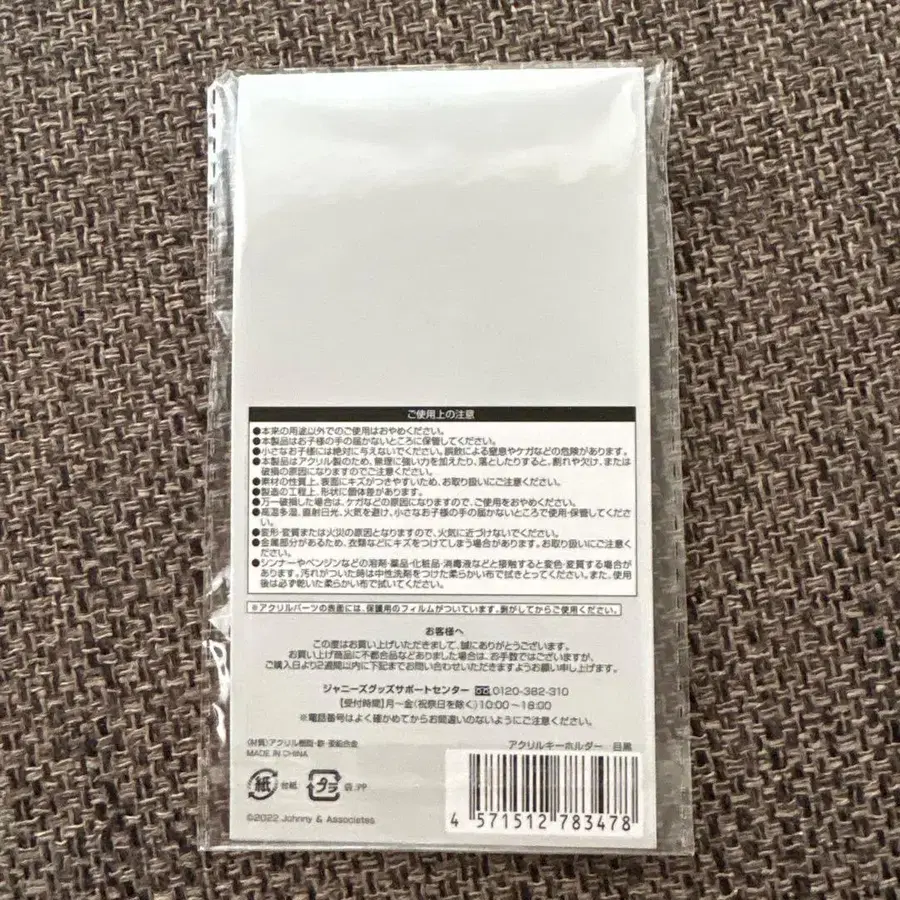 ご使用上の注意
●本来の用途以外でのご使用はおやめください。
●本製品はお子様の手の届かないところに保管してください。
●小さなお子様には絶対に与えないでください。誤飲による窒息やケガなどの危険があります。
●本製品はアクリル製のため、無理に強い力を加えたり、落としたりすると、割れや欠け、または
破損の原因になりますのでご注意ください。
●素材の性質上、表面にキズがつきやすいため、お取り扱いにご注意ください。
●製造の工程上、形状に個体差があります。
●万一破損した場合は、ケガなどの原因になりますので、ご使用をおやめください。
●高温多湿、直射日光、火気を避け、小さなお子様の手の届かないところで使用・保管してくださ
い。
●変形・変質または火災の原因となりますので、火気に近づけないでください。
●金属部分があるため、衣類などにキズをつけてしまう場合があります。お取り扱いにご注意くだ
さい。
●シンナーやベンジンなどの溶剤・薬品・化粧品・消毒液などと接触すると変色・変質する場合が
あります。汚れがついた時は中性洗剤をつけた柔らかい布で拭きとってください。また、使用
後は必ず乾いた柔らかい布で拭いてください。
※アクリルパーツの表面には、保護用のフィルムがついています。剥がしてからご使用ください。
お客様へ
この度はお買い上げいただきまして、誠にありがとうございます。
お買い上げ商品に不都合品などありました場合は、お手数ではございますが、
ご購入日より2週間以内に下記までお問い合わせいただきますようお願い申し上げます。
ジャニーズグッズサポートセンター 0120-382-310
【受付時間】月〜金(祝祭日を除く)10:00〜18:00
※電話番号はよく確かめてからお間違いのないようにご注意ください。
〈材質〉アクリル樹脂・鉄・亜鉛合金
MADE IN CHINA
アクリルキーホルダー 目黒
紙 台紙 プラ 袋:PP
©2022 Johnny & Associates
4 571512 783478